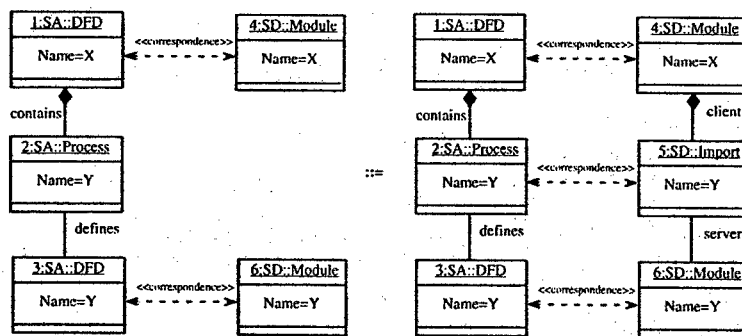 1:SA::DFD
Name=X
<<correspondence>>
4:SD::Module
Name=X
contains
2:SA::Process
Name=Y
defines
3:SA::DFD
Name=Y
<<correspondence>>
6:SD::Module
Name=Y
::=
1:SA::DFD
Name=X
<<correspondence>>
4:SD::Module
Name=X
contains
client
2:SA::Process
Name=Y
<<correspondence>>
5:SD::Import
Name=Y
defines
server
3:SA::DFD
Name=Y
<<correspondence>>
6:SD::Module
Name=Y